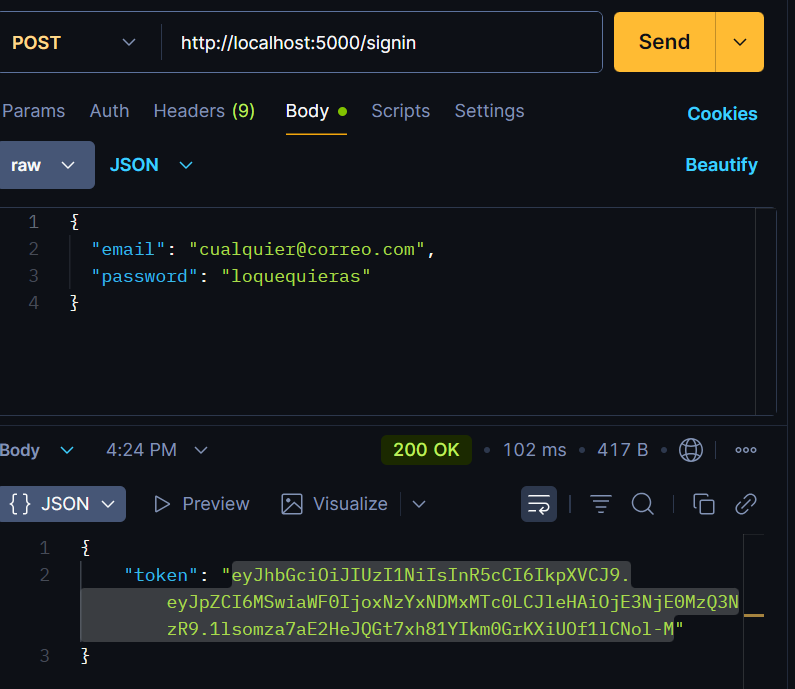 POST http://localhost:5000/signin Send
Params Auth Headers (9) Body Scripts Settings Cookies
raw JSON Beautify
1 {
2 "email": "cualquier@correo.com",
3 "password": "loquequieras"
4 }
Body 4:24 PM 200 OK • 102 ms • 417 B •
{} JSON Preview Visualize
1 {
2 "token": "eyJhbGciOiJIUzI1NiIsInR5cCI6IkpXVCJ9.
eyJpZCI6MSwiaWF0IjoxNzYxNDMxMTc0LCJleHAiOjE3NjE0MzQ3N
zR9.1lsomza7aE2HeJQGt7xh81YIkm0GrKXiUOf1lCNol-M"
3 }